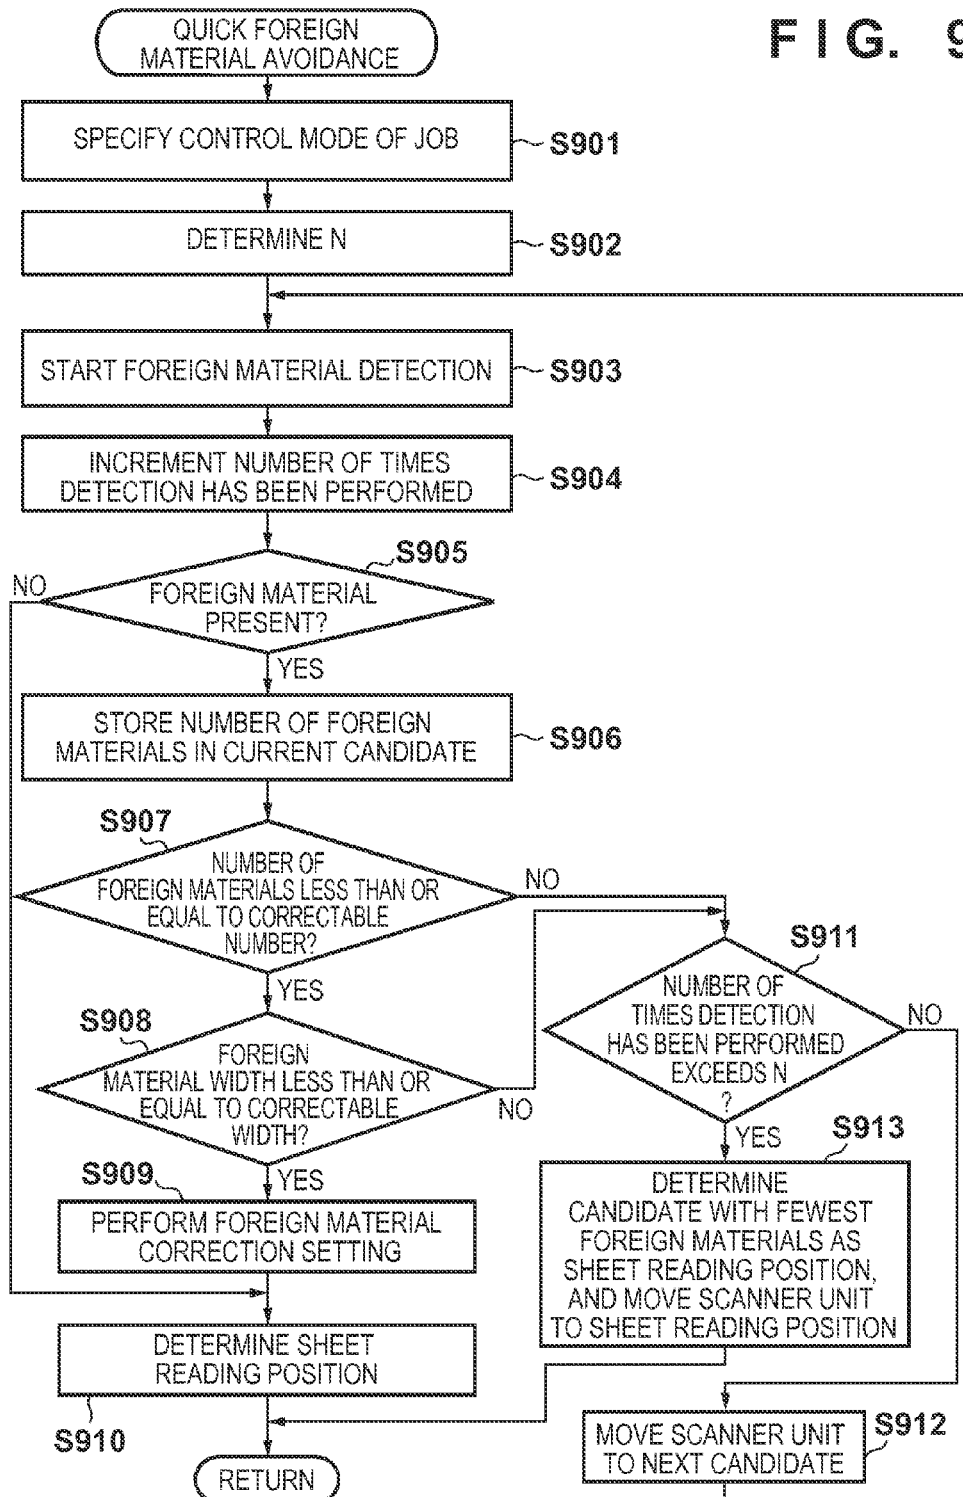 FIG. 9
QUICK FOREIGN
MATERIAL AVOIDANCE
SPECIFY CONTROL MODE OF JOB
S901
DETERMINE N
S902
START FOREIGN MATERIAL DETECTION
S903
INCREMENT NUMBER OF TIMES
DETECTION HAS BEEN PERFORMED
S904
S905
NO
FOREIGN MATERIAL
PRESENT?
YES
STORE NUMBER OF FOREIGN
MATERIALS IN CURRENT CANDIDATE
S906
S907
NUMBER OF
FOREIGN MATERIALS LESS THAN OR
EQUAL TO CORRECTABLE
NUMBER?
NO
YES
S908
FOREIGN
MATERIAL WIDTH LESS THAN OR
EQUAL TO CORRECTABLE
WIDTH?
NO
YES
S909
PERFORM FOREIGN MATERIAL
CORRECTION SETTING
DETERMINE SHEET
READING POSITION
S910
RETURN
S911
NUMBER OF
TIMES DETECTION
HAS BEEN PERFORMED
EXCEEDS N
?
NO
YES
S913
DETERMINE
CANDIDATE WITH FEWEST
FOREIGN MATERIALS AS
SHEET READING POSITION,
AND MOVE SCANNER UNIT
TO SHEET READING POSITION
S912
MOVE SCANNER UNIT
TO NEXT CANDIDATE